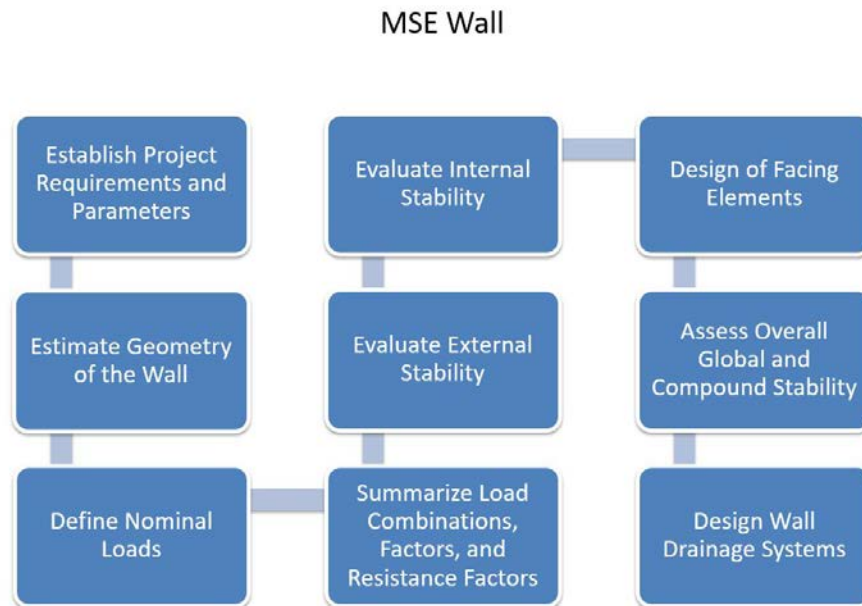 MSE Wall
Establish Project
Requirements and
Parameters
Estimate Geometry
of the Wall
Define Nominal
Loads
Summarize Load
Combinations,
Factors, and
Resistance Factors
Evaluate External
Stability
Evaluate Internal
Stability
Design of Facing
Elements
Assess Overall
Global and
Compound Stability
Design Wall
Drainage Systems